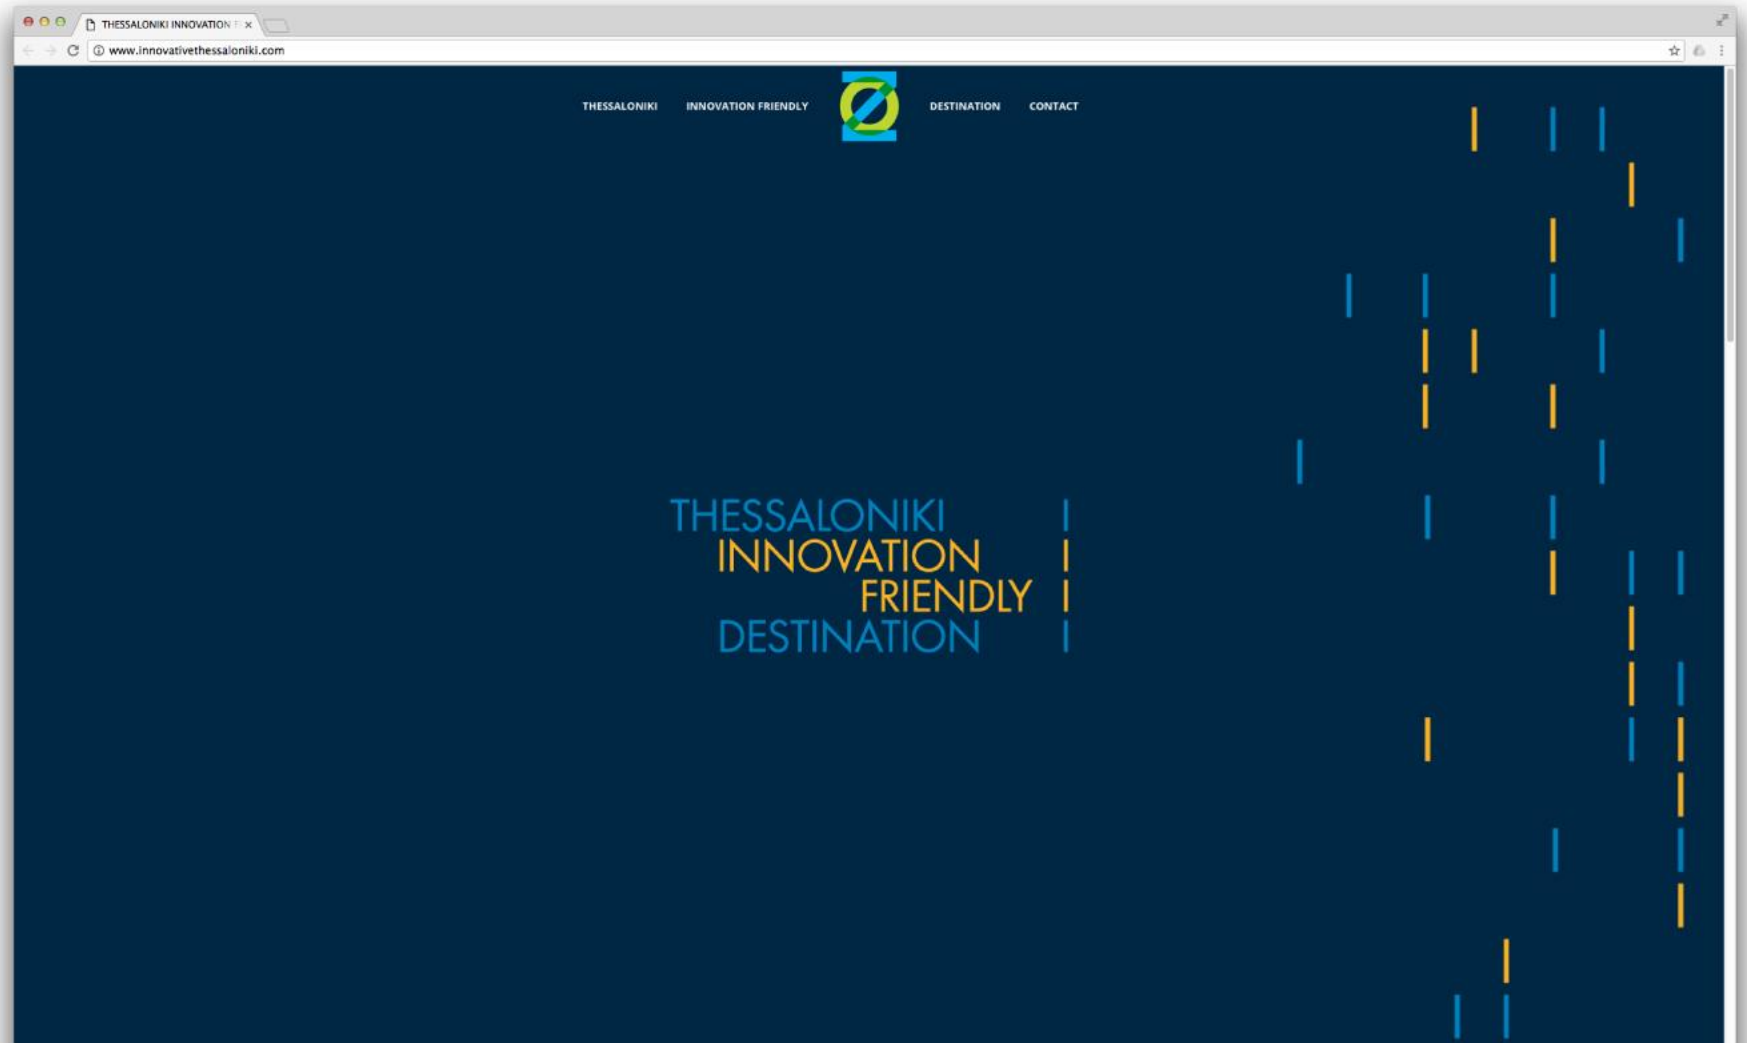 THESSALONIKI INNOVATION
www.innovativethessaloniki.com
THESSALONIKI INNOVATION FRIENDLY DESTINATION CONTACT
THESSALONIKI
INNOVATION
FRIENDLY
DESTINATION